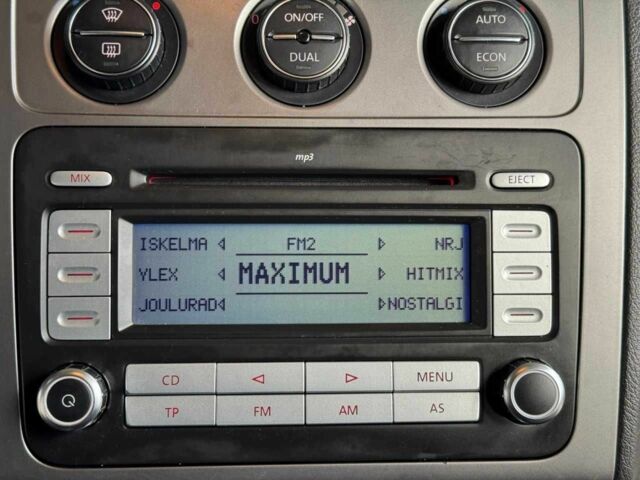 ON/OFF
DUAL
AUTO
ECON
mp3
MIX
EJECT
ISKELMA FM2 NRJ
YLEX MAXIMUM HITMIX
JOULURAD NOSTALGI
CD MENU
TP FM AM AS